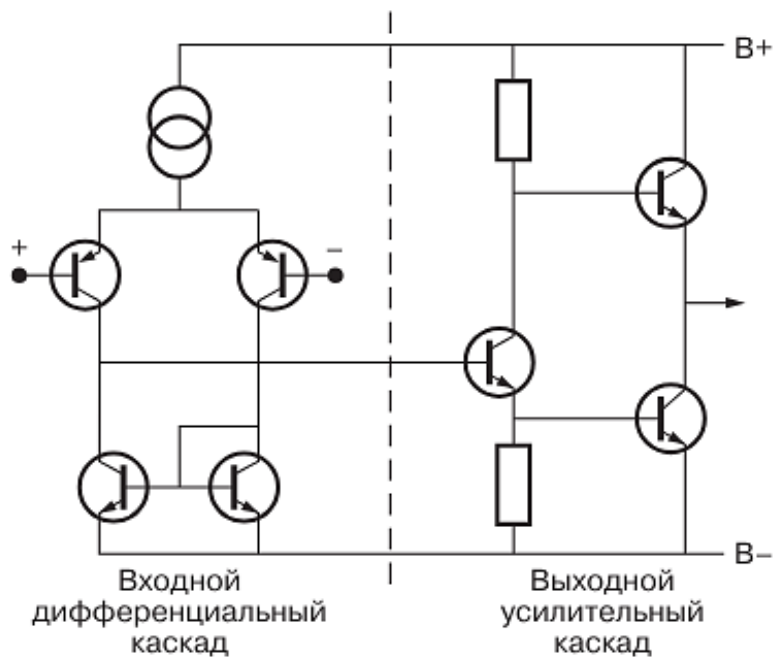 B+
+
–
B–
Входной
дифференциальный
каскад
Выходной
усилительный
каскад